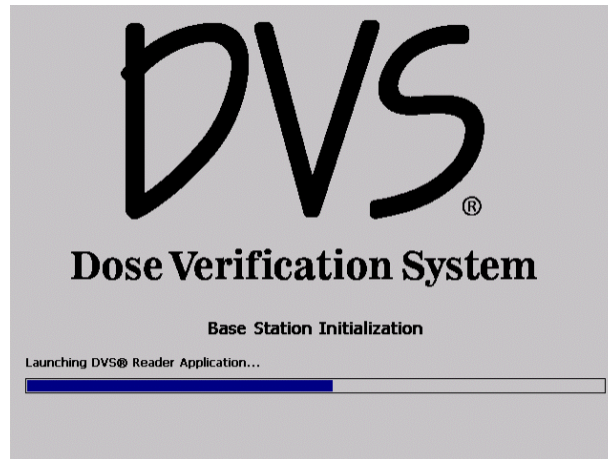 DVS®
Dose Verification System
Base Station Initialization
Launching DVS® Reader Application...